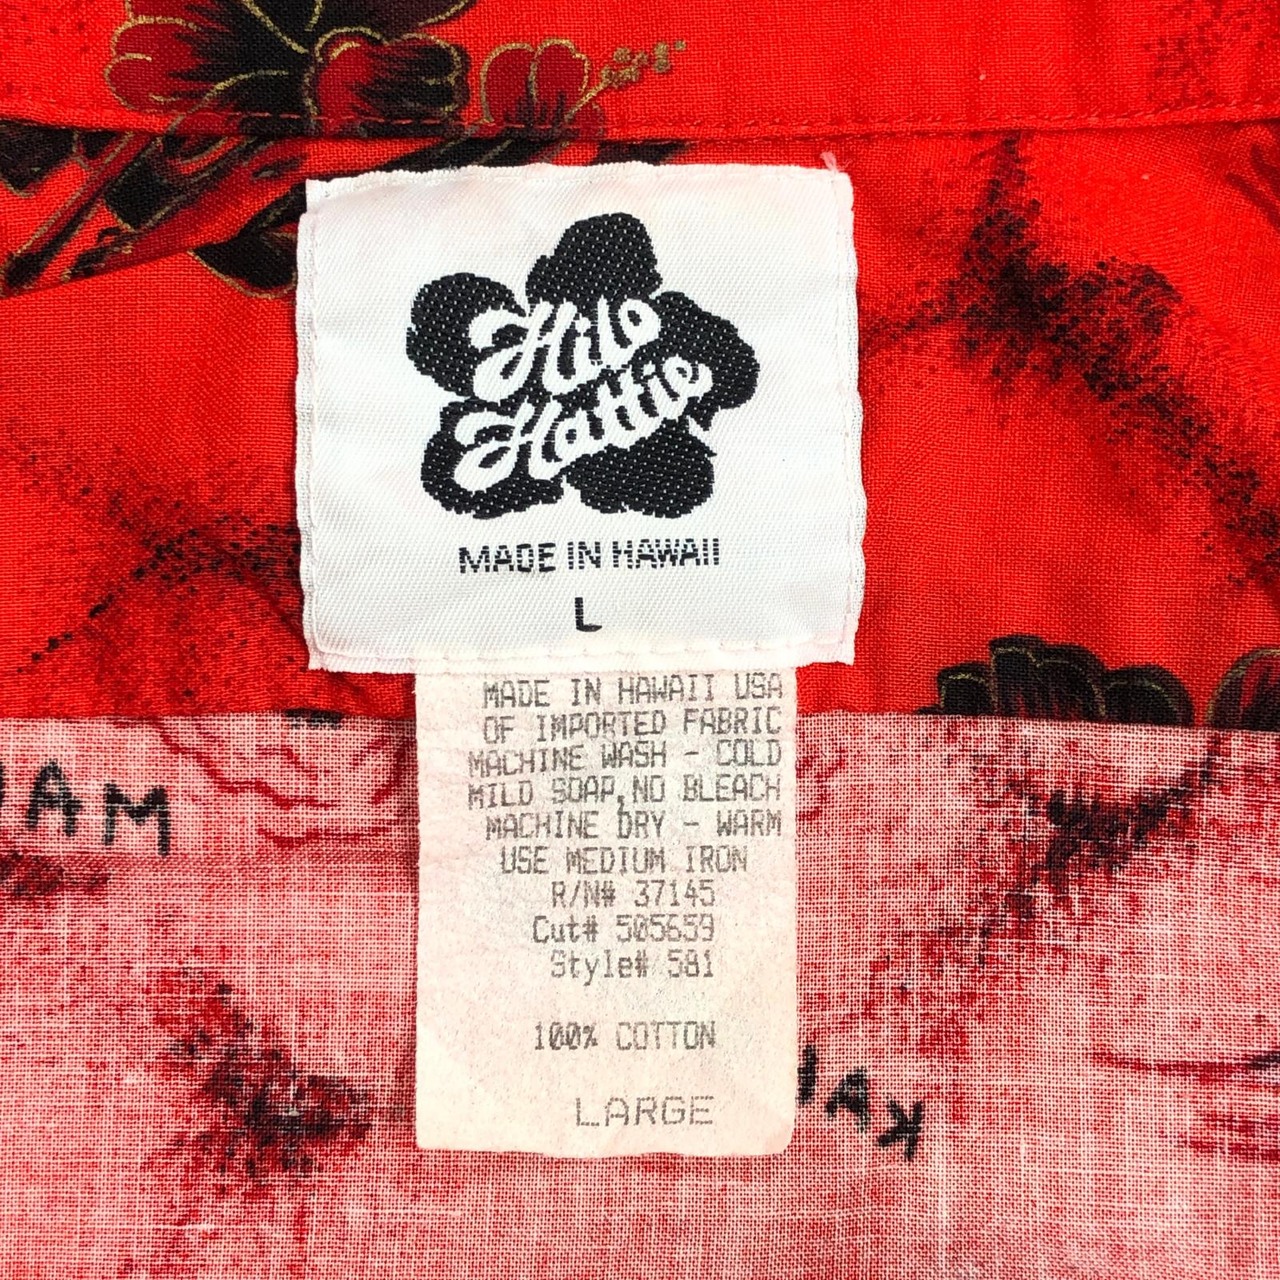 Hilo
Hattie
MADE IN HAWAII
L
MADE IN HAWAII USA
OF IMPORTED FABRIC
MACHINE WASH - COLD
MILD SOAP,NO BLEACH
MACHINE DRY - WARM
USE MEDIUM IRON
R/N# 37145
Cut# 505659
Style# 581
100% COTTON
LARGE